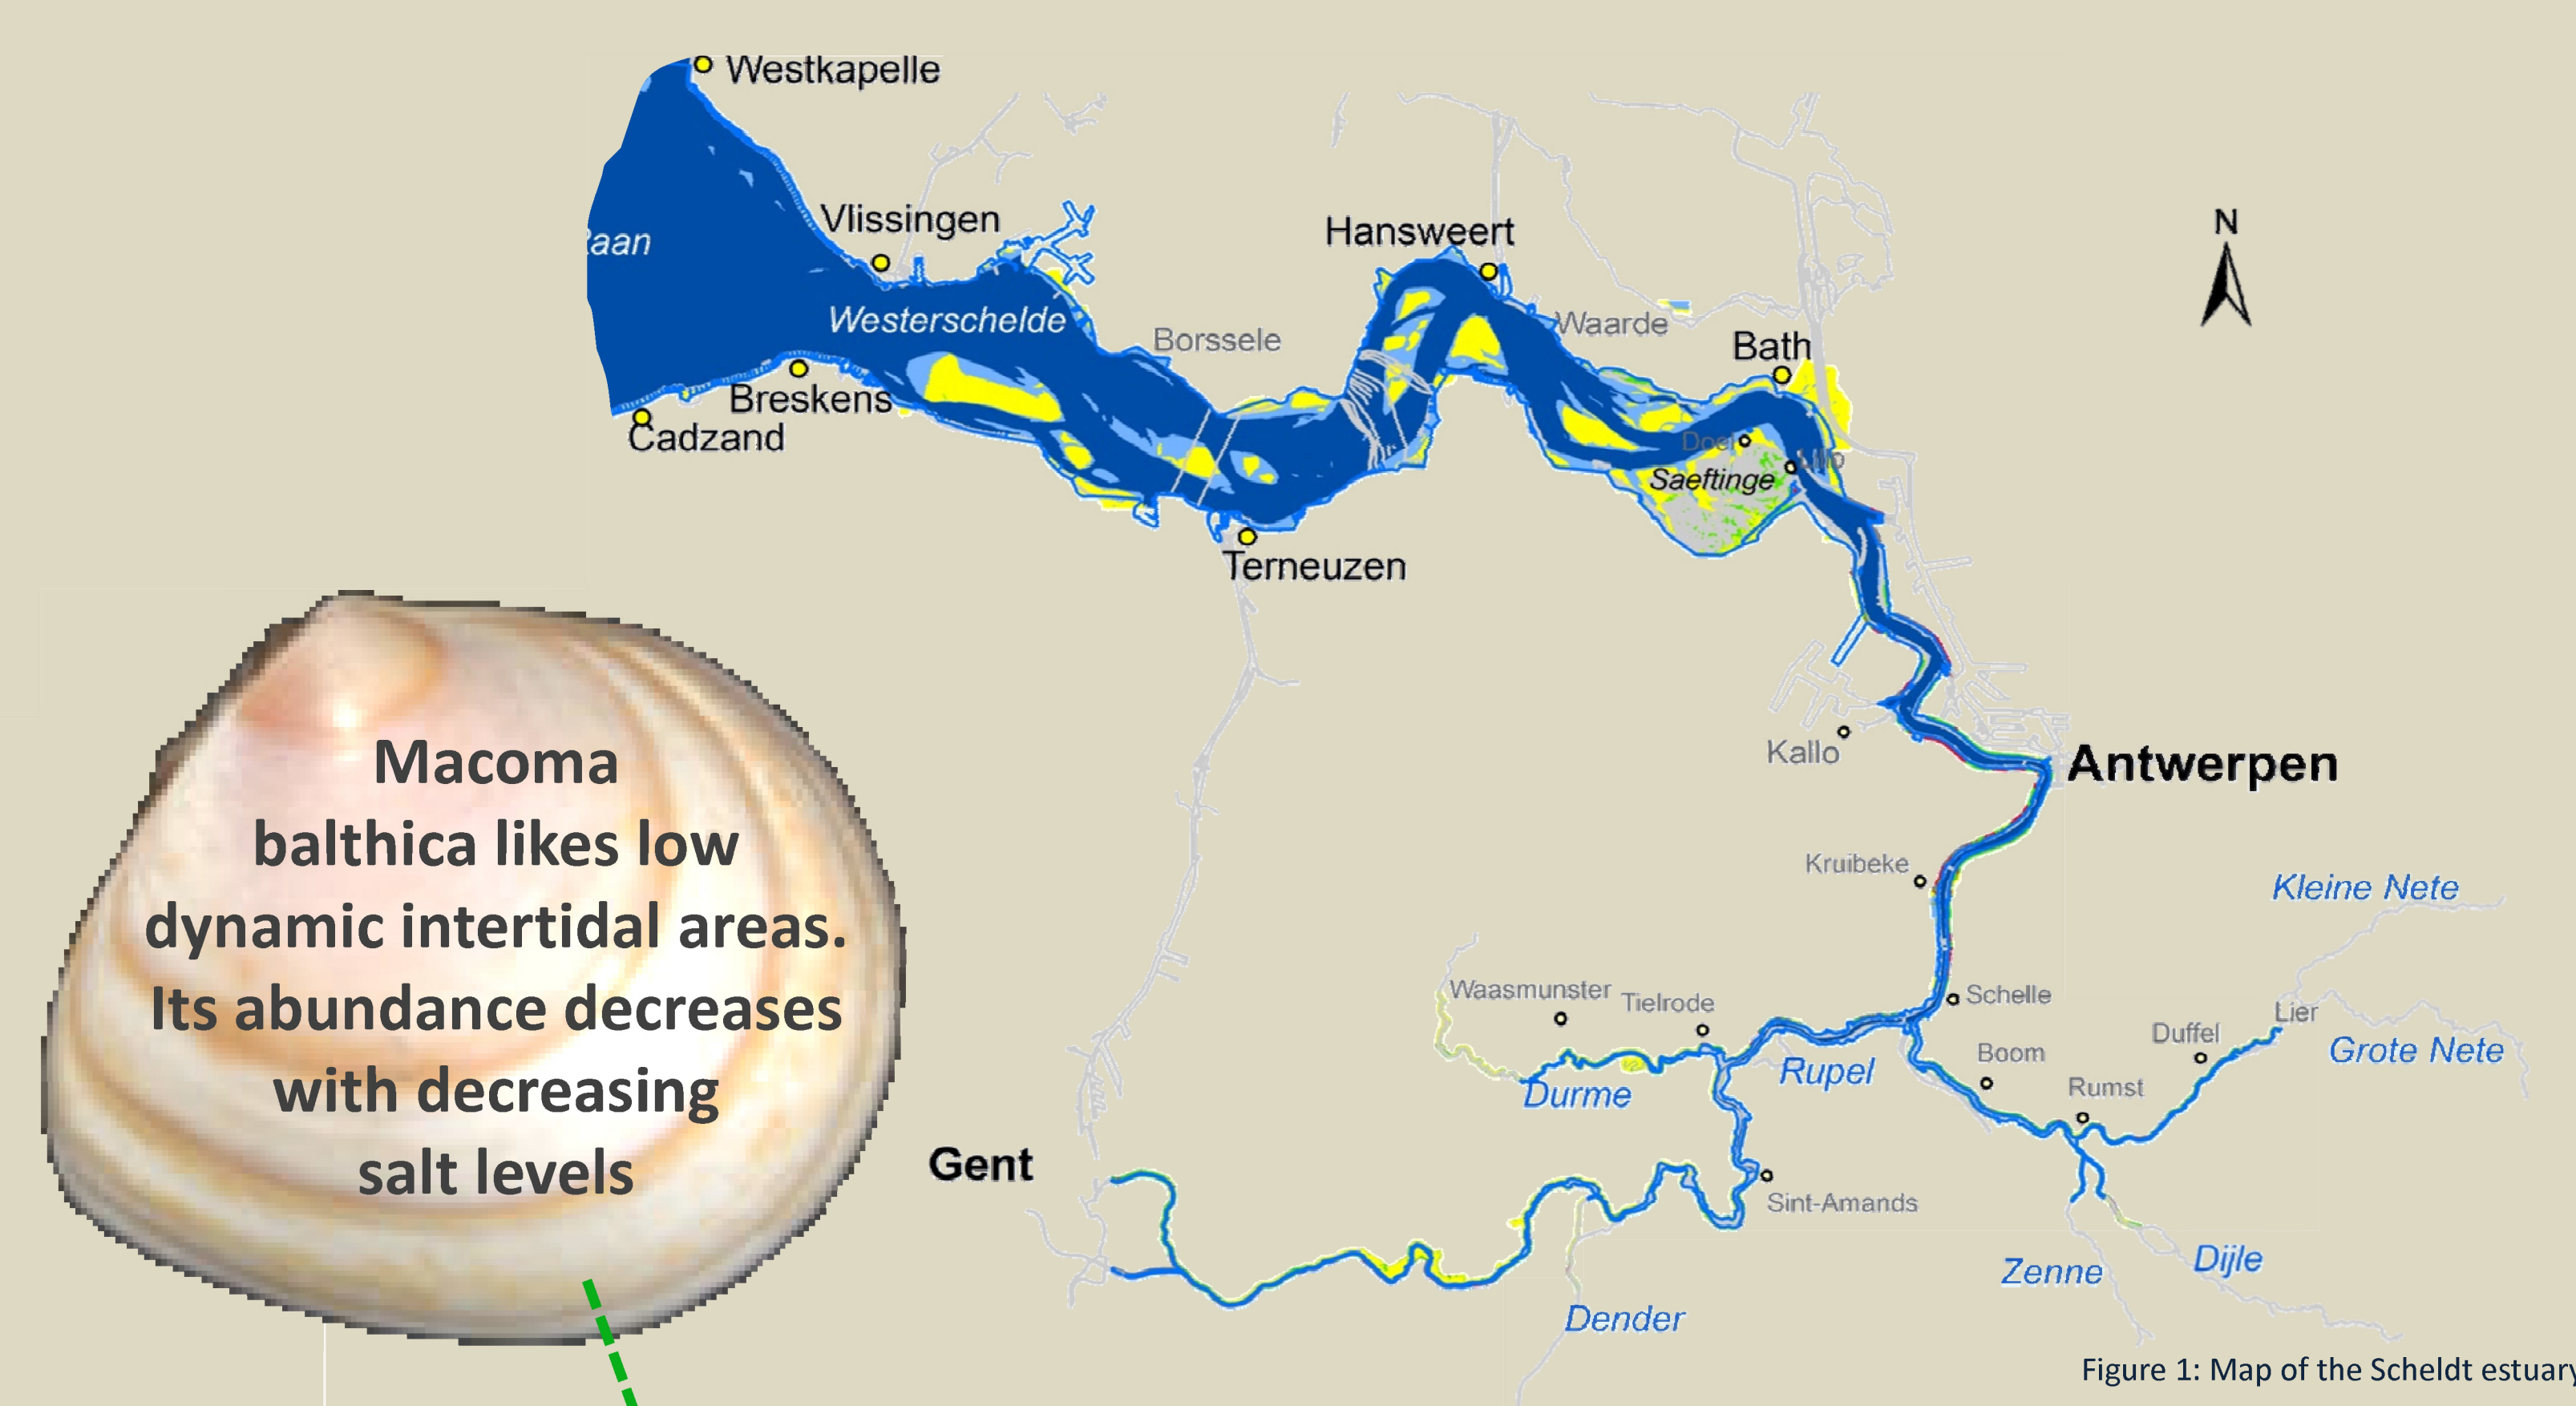 Westkapelle
Vlissingen
Hansweert
N
aan
Westerschelde
Borssele
Waarde
Bath
Breskens
Cadzand
Doel
Lillo
Saeftinge
Terneuzen
Macoma
balthica likes low
dynamic intertidal areas.
Its abundance decreases
with decreasing
salt levels
Kallo
Antwerpen
Kruibeke
Kleine Nete
Waasmunster
Tielrode
Schelle
Lier
Duffel
Grote Nete
Boom
Rupel
Durme
Rumst
Gent
Sint-Amands
Zenne
Dijle
Dender
Figure 1: Map of the Scheldt estuary